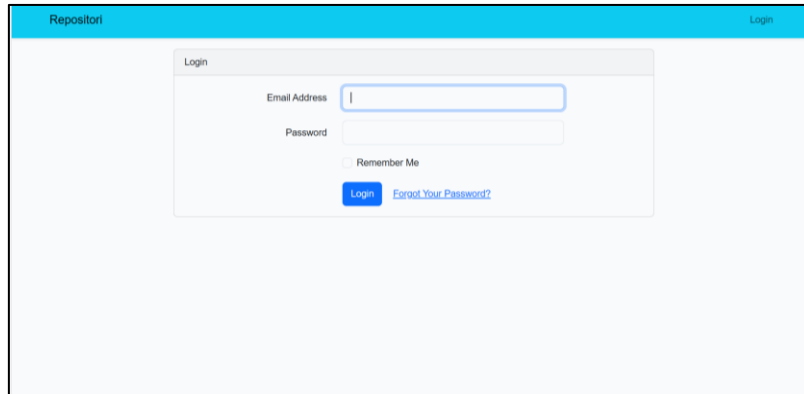 Repositori Login
Login
Email Address
Password
Remember Me
Login Forgot Your Password?